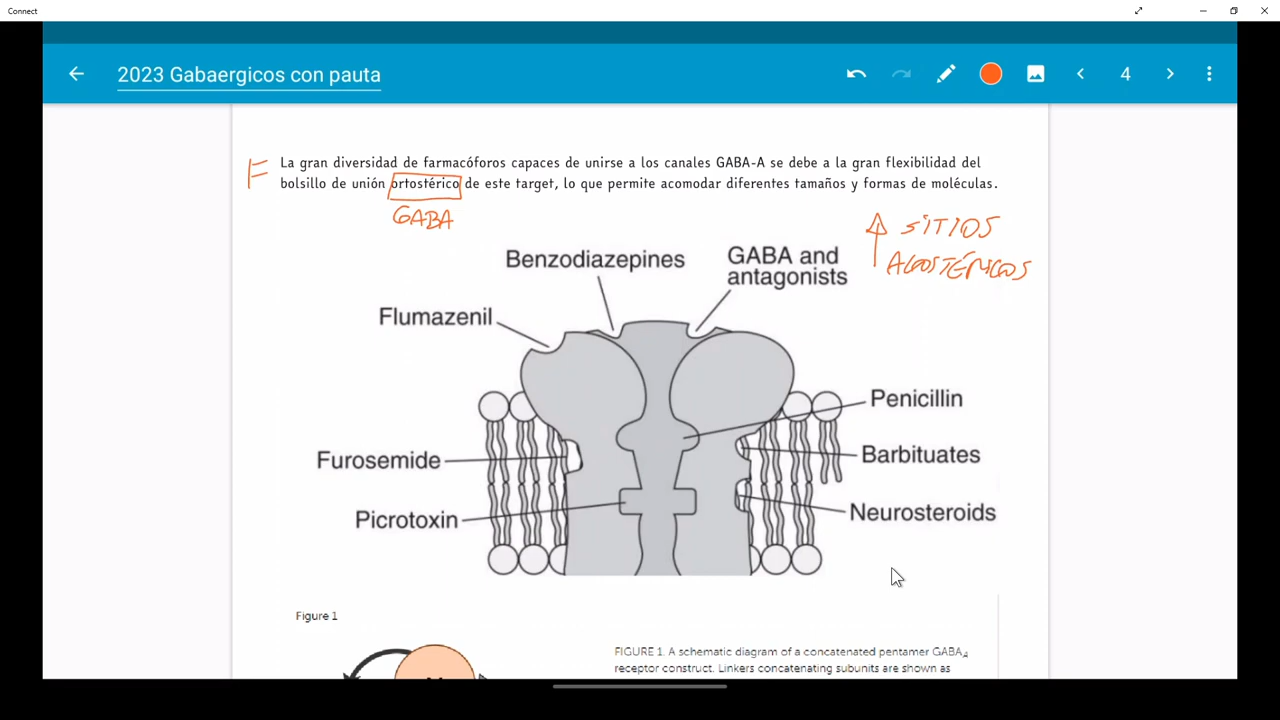 Connect
2023 Gabaergicos con pauta
4
F
La gran diversidad de farmacóforos capaces de unirse a los canales GABA-A se debe a la gran flexibilidad del
bolsillo de unión ortostérico de este target, lo que permite acomodar diferentes tamaños y formas de moléculas.
GABA
SITIOS
ALOSTÉRICOS
Benzodiazepines
GABA and
antagonists
Flumazenil
Penicillin
Furosemide
Barbituates
Picrotoxin
Neurosteroids
Figure 1
FIGURE 1. A schematic diagram of a concatenated pentamer GABAA
receptor construct. Linkers concatenating subunits are shown as